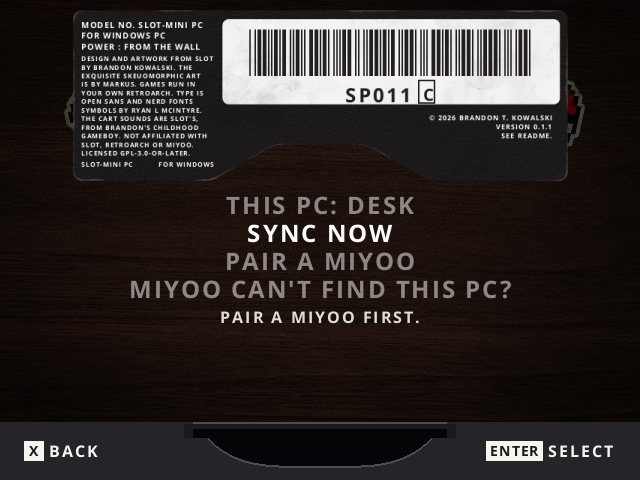 MODEL NO. SLOT-MINI PC
FOR WINDOWS PC
POWER : FROM THE WALL
DESIGN AND ARTWORK FROM SLOT
BY BRANDON KOWALSKI. THE
EXQUISITE SKEUOMORPHIC ART
IS BY MARKUS. GAMES RUN IN
YOUR OWN RETROARCH. TYPE IS
OPEN SANS AND NERD FONTS
SYMBOLS BY RYAN L MCINTYRE.
THE CART SOUNDS ARE SLOT'S,
FROM BRANDON'S CHILDHOOD
GAMEBOY. NOT AFFILIATED WITH
SLOT, RETROARCH OR MIYOO.
LICENSED GPL-3.0-OR-LATER.
SLOT-MINI PC FOR WINDOWS
SP011 C
© 2026 BRANDON T. KOWALSKI
VERSION 0.1.1
SEE README.
THIS PC: DESK
SYNC NOW
PAIR A MIYOO
MIYOO CAN'T FIND THIS PC?
PAIR A MIYOO FIRST.
X BACK
ENTER SELECT